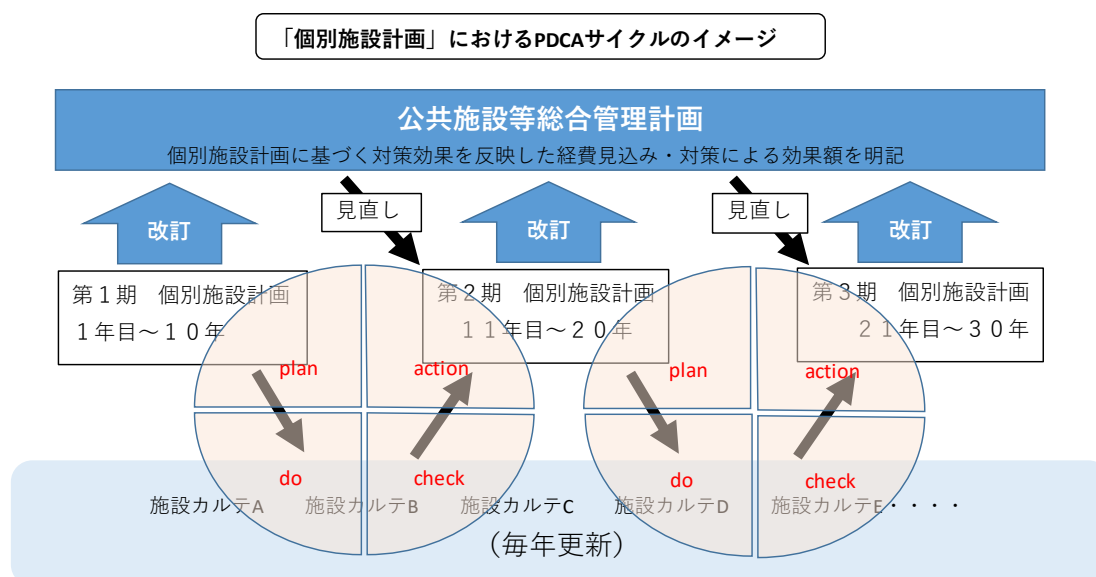 「個別施設計画」におけるPDCAサイクルのイメージ
公共施設等総合管理計画
個別施設計画に基づく対策効果を反映した経費見込み・対策による効果額を明記
改訂
見直し
改訂
見直し
改訂
第１期　個別施設計画
１年目～１０年
第２期　個別施設計画
１１年目～２０年
第３期　個別施設計画
２１年目～３０年
plan
action
plan
action
do
check
do
check
施設カルテA　施設カルテB　施設カルテC　施設カルテD　施設カルテE・・・・
（毎年更新）